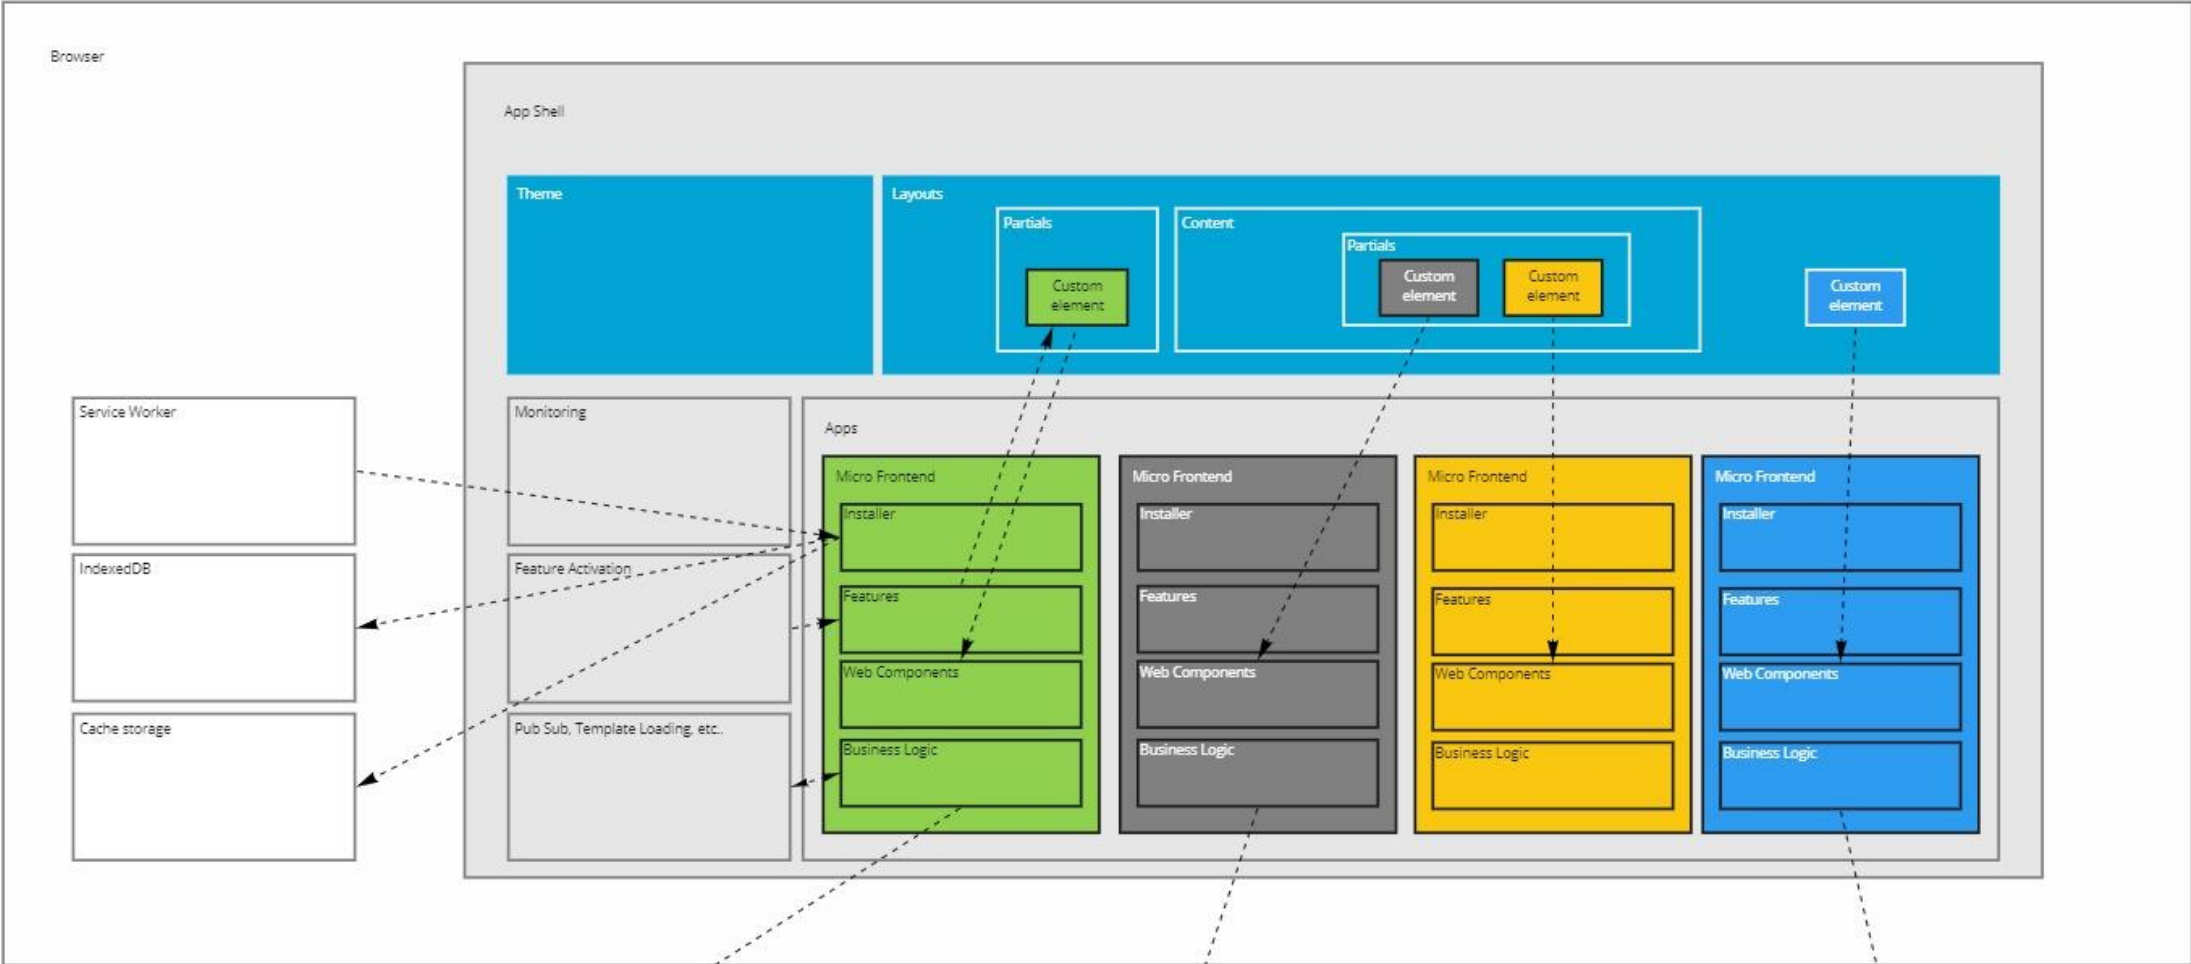 Browser
App Shell
Theme
Layouts
Partials
Custom
element
Content
Partials
Custom
element
Custom
element
Custom
element
Service Worker
IndexedDB
Cache storage
Monitoring
Feature Activation
Pub Sub, Template Loading, etc..
Apps
Micro Frontend
Installer
Features
Web Components
Business Logic
Micro Frontend
Installer
Features
Web Components
Business Logic
Micro Frontend
Installer
Features
Web Components
Business Logic
Micro Frontend
Installer
Features
Web Components
Business Logic